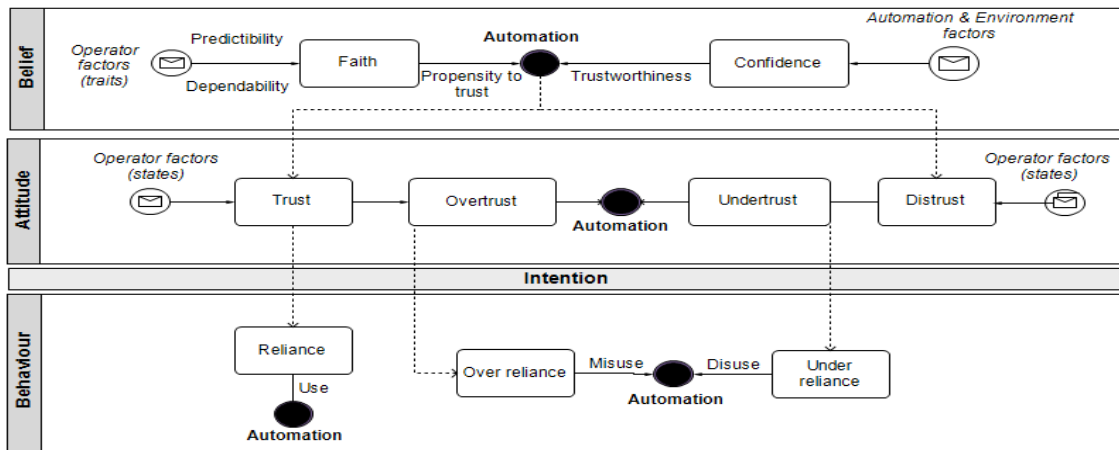 Belief
Operator
factors
(traits)
Predictibility
Dependability
Faith
Propensity to
trust
Automation
Trustworthiness
Confidence
Automation & Environment
factors
Attitude
Operator factors
(states)
Trust
Overtrust
Automation
Undertrust
Distrust
Operator factors
(states)
Intention
Behaviour
Reliance
Use
Automation
Over reliance
Misuse
Automation
Disuse
Under
reliance